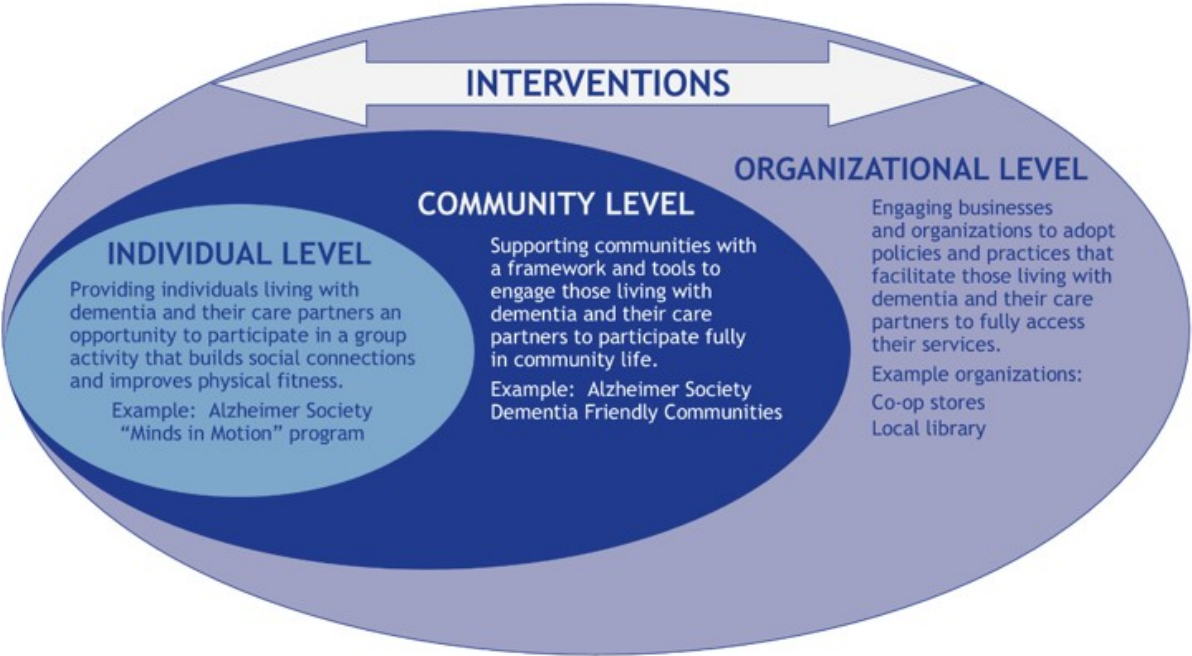 INTERVENTIONS
INDIVIDUAL LEVEL
Providing individuals living with
dementia and their care partners an
opportunity to participate in a group
activity that builds social connections
and improves physical fitness.
Example: Alzheimer Society
“Minds in Motion” program
COMMUNITY LEVEL
Supporting communities with
a framework and tools to
engage those living with
dementia and their care
partners to participate fully
in community life.
Example: Alzheimer Society
Dementia Friendly Communities
ORGANIZATIONAL LEVEL
Engaging businesses
and organizations to adopt
policies and practices that
facilitate those living with
dementia and their care
partners to fully access
their services.
Example organizations:
Co-op stores
Local library